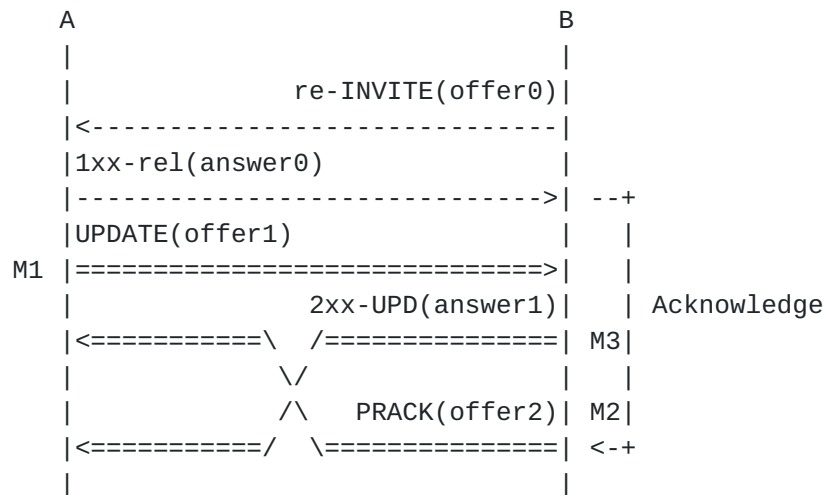 A                               B
|                               |
|              re-INVITE(offer0)|
|<------------------------------|
|1xx-rel(answer0)               |
|------------------------------>| --+
|UPDATE(offer1)                 |   |
M1 |==============================>|   |
|               2xx-UPD(answer1)|   | Acknowledge
|<===========\  /===============| M3|
|             \/                |   |
|             /\   PRACK(offer2)| M2|
|<===========/  \===============| <-+
|                               |